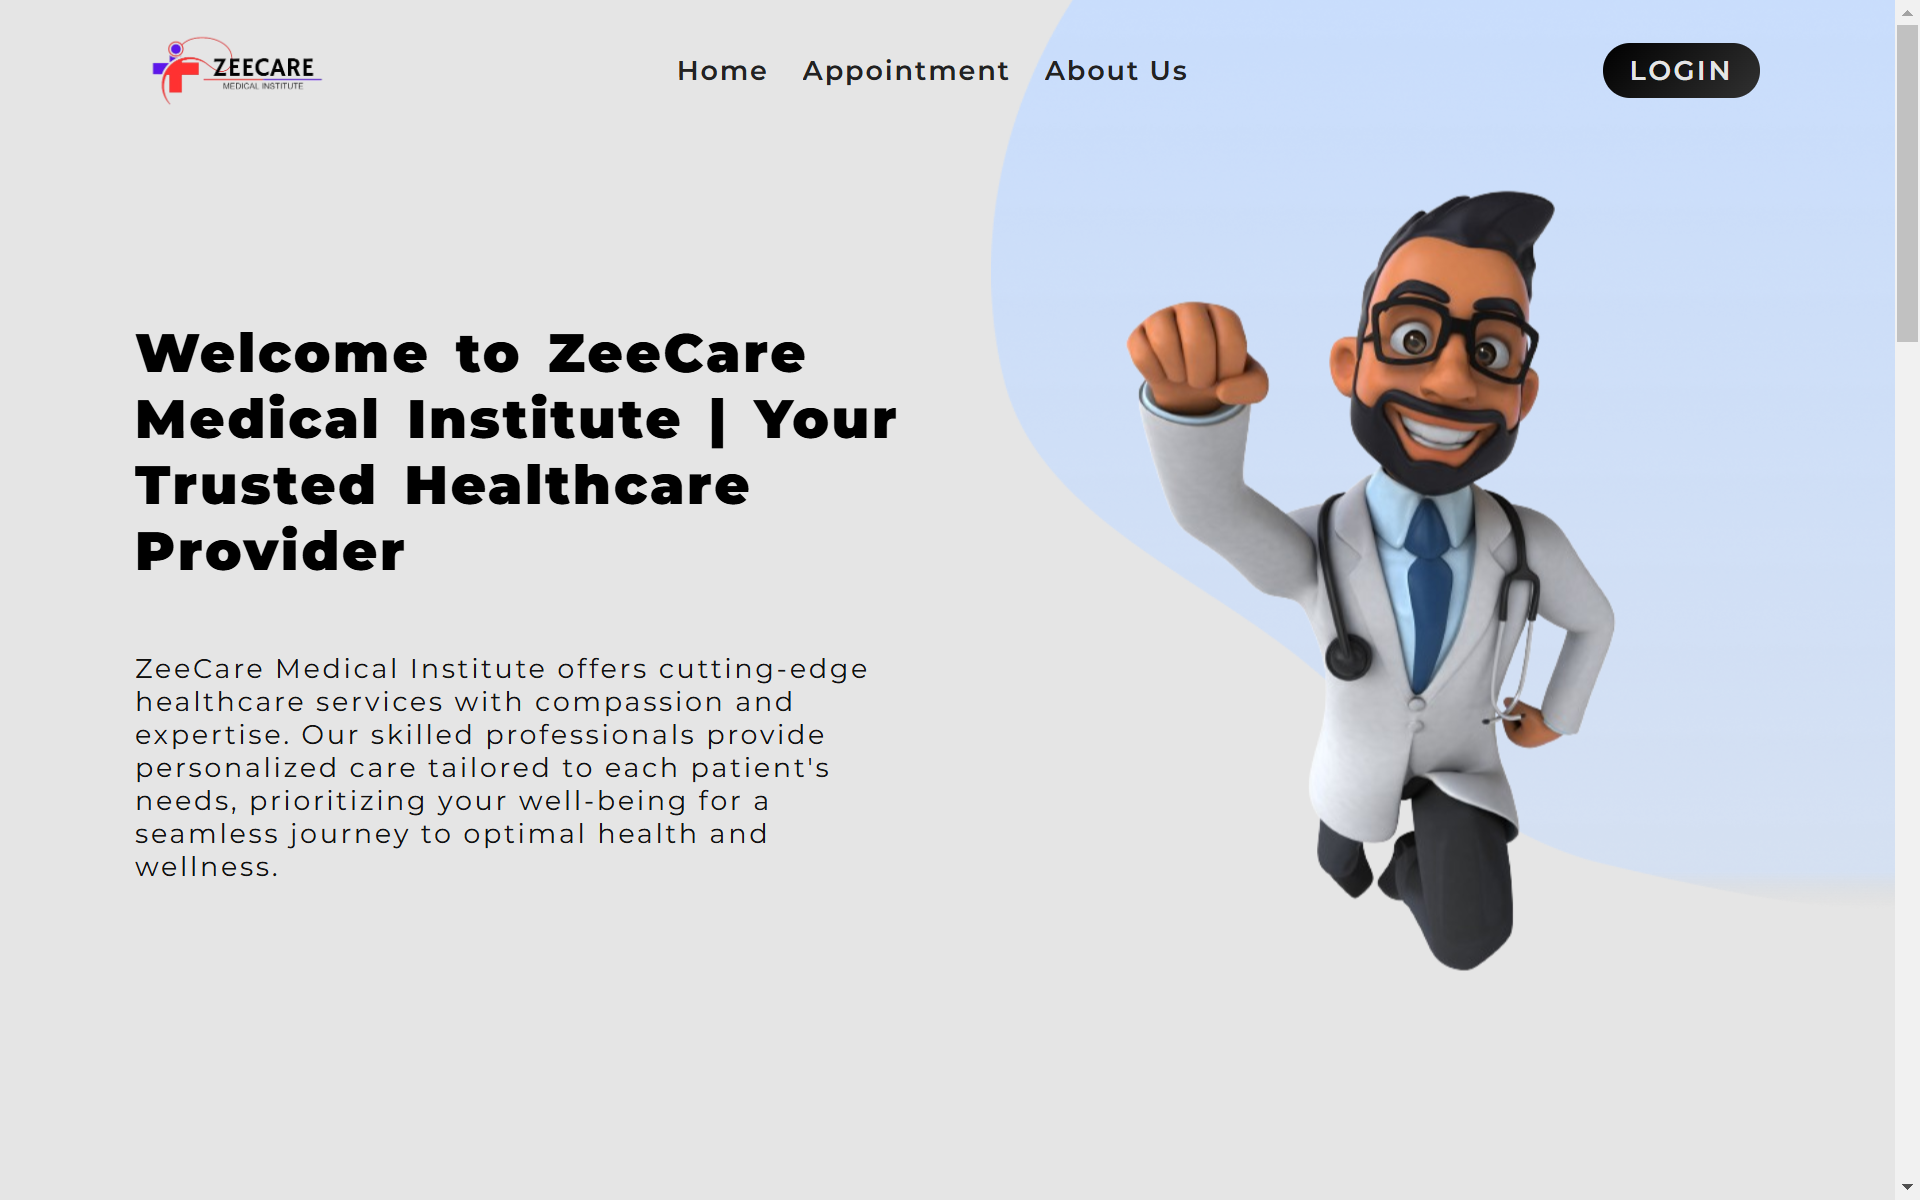 ZEECARE
MEDICAL INSTITUTE
Home Appointment About Us
LOGIN
Welcome to ZeeCare
Medical Institute | Your
Trusted Healthcare
Provider
ZeeCare Medical Institute offers cutting-edge
healthcare services with compassion and
expertise. Our skilled professionals provide
personalized care tailored to each patient's
needs, prioritizing your well-being for a
seamless journey to optimal health and
wellness.